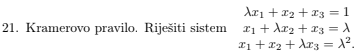 λx₁ + x₂ + x₃ = 1
21. Kramerovo pravilo. Riješiti sistem x₁ + λx₂ + x₃ = λ
x₁ + x₂ + λx₃ = λ².